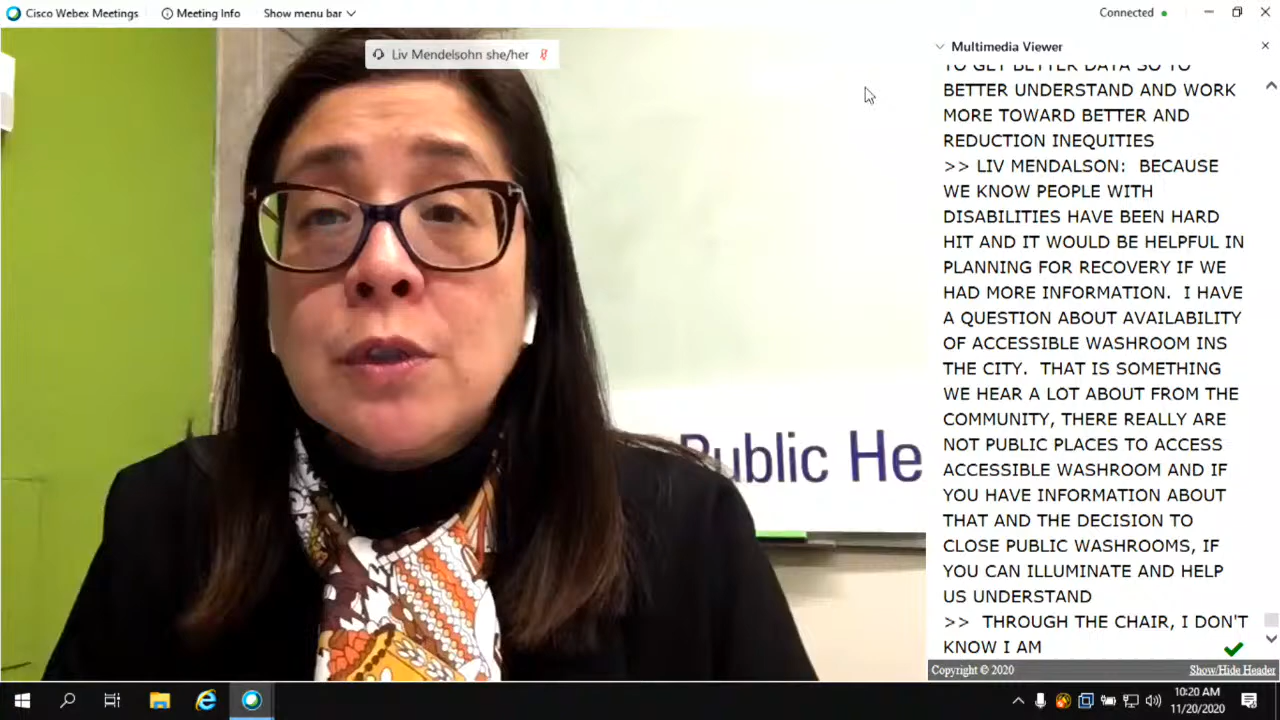 Cisco Webex Meetings
Meeting Info
Show menu bar
Connected
Liv Mendelsohn she/her
Multimedia Viewer
TO GET BETTER DATA SO TO
BETTER UNDERSTAND AND WORK
MORE TOWARD BETTER AND
REDUCTION INEQUITIES
>> LIV MENDALSON:  BECAUSE
WE KNOW PEOPLE WITH
DISABILITIES HAVE BEEN HARD
HIT AND IT WOULD BE HELPFUL IN
PLANNING FOR RECOVERY IF WE
HAD MORE INFORMATION.  I HAVE
A QUESTION ABOUT AVAILABILITY
OF ACCESSIBLE WASHROOM INS
THE CITY.  THAT IS SOMETHING
WE HEAR A LOT ABOUT FROM THE
COMMUNITY, THERE REALLY ARE
NOT PUBLIC PLACES TO ACCESS
ACCESSIBLE WASHROOM AND IF
YOU HAVE INFORMATION ABOUT
THAT AND THE DECISION TO
CLOSE PUBLIC WASHROOMS, IF
YOU CAN ILLUMINATE AND HELP
US UNDERSTAND
>>  THROUGH THE CHAIR, I DON'T
KNOW I AM
Public He
Copyright © 2020
Show/Hide Header
10:20 AM
11/20/2020